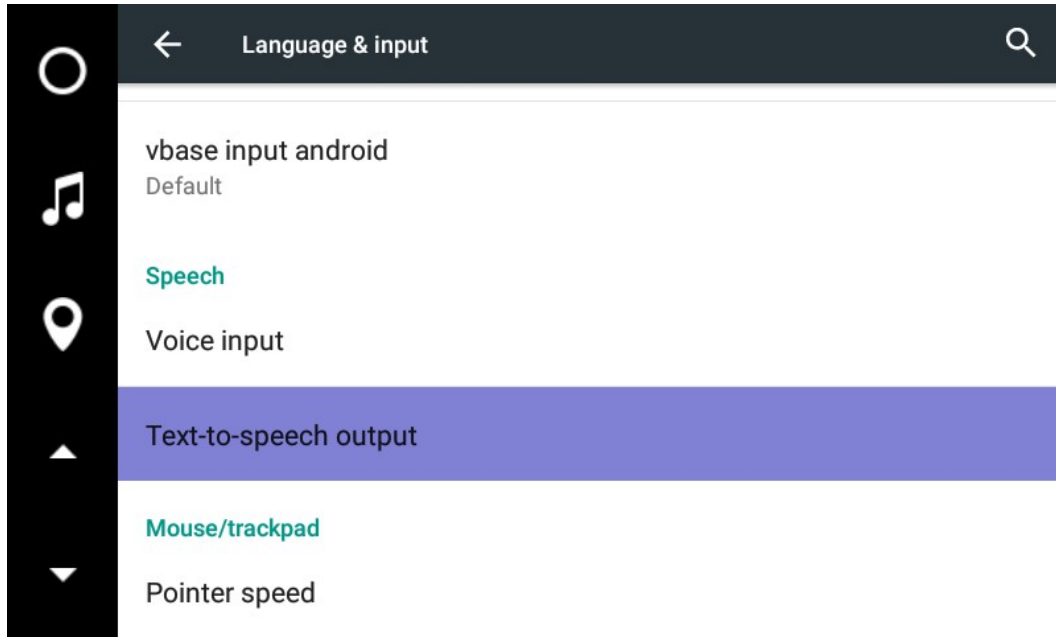 Language & input
vbase input android
Default
Speech
Voice input
Text-to-speech output
Mouse/trackpad
Pointer speed